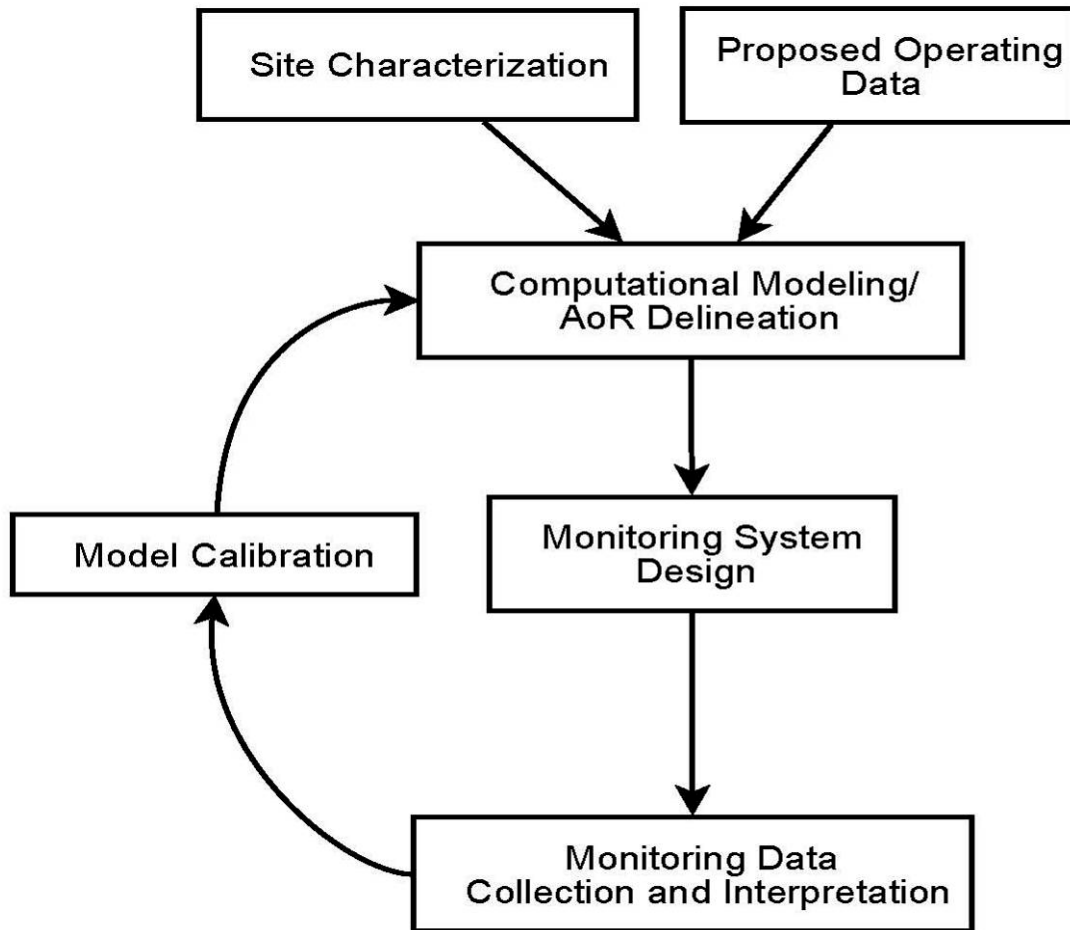 Site Characterization
Proposed Operating
Data
Computational Modeling/
AoR Delineation
Model Calibration
Monitoring System
Design
Monitoring Data
Collection and Interpretation